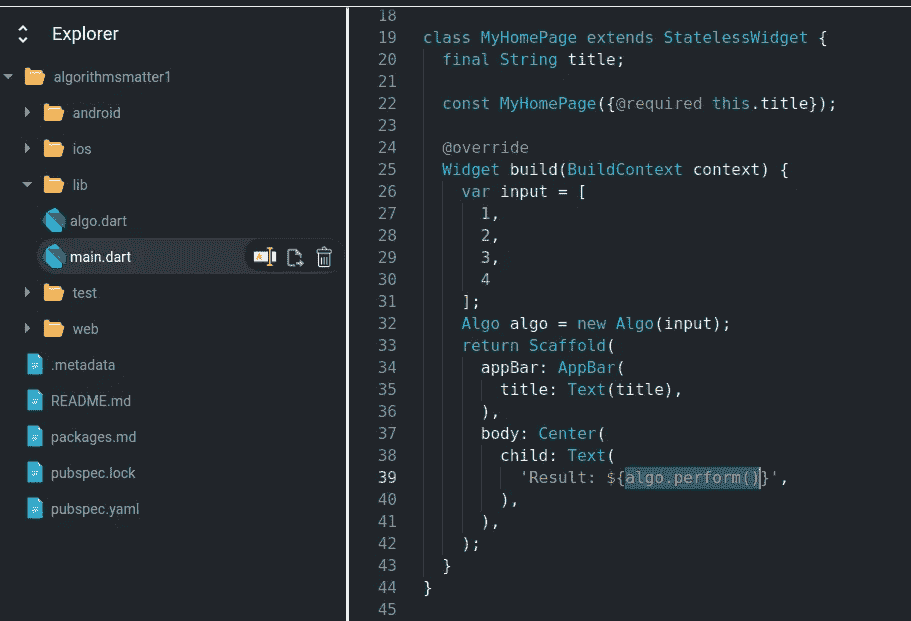 Explorer
algorithmsmatter1
android
ios
lib
algo.dart
main.dart
test
web
.metadata
README.md
packages.md
pubspec.lock
pubspec.yaml
18
19 class MyHomePage extends StatelessWidget {
20   final String title;
21
22   const MyHomePage({@required this.title});
23
24   @override
25   Widget build(BuildContext context) {
26     var input = [
27       1,
28       2,
29       3,
30       4
31     ];
32     Algo algo = new Algo(input);
33     return Scaffold(
34       appBar: AppBar(
35         title: Text(title),
36       ),
37       body: Center(
38         child: Text(
39           'Result: ${algo.perform()}',
40         ),
41       ),
42     );
43   }
44 }
45